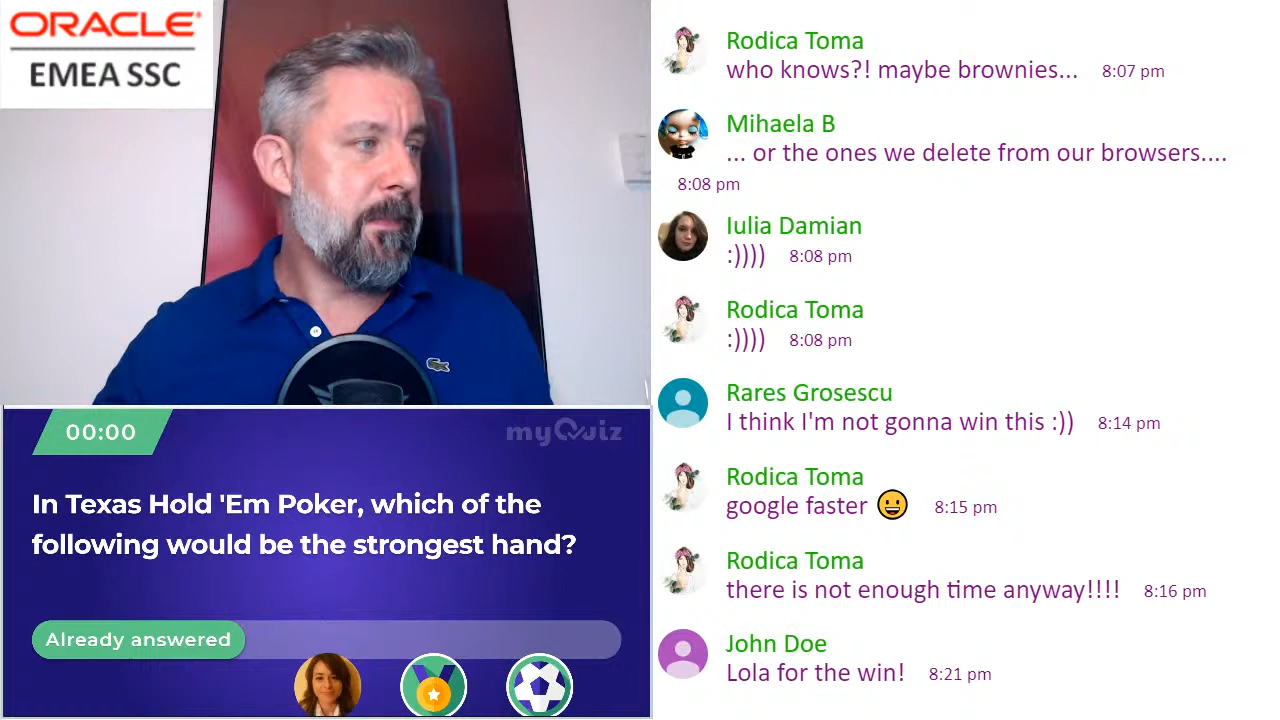 ORACLE
EMEA SSC
00:00
myQuiz
In Texas Hold 'Em Poker, which of the
following would be the strongest hand?
Already answered
Rodica Toma
who knows?! maybe brownies... 8:07 pm
Mihaela B
... or the ones we delete from our browsers....
8:08 pm
Iulia Damian
:)))) 8:08 pm
Rodica Toma
:)))) 8:08 pm
Rares Grosescu
I think I'm not gonna win this :)) 8:14 pm
Rodica Toma
google faster 😀 8:15 pm
Rodica Toma
there is not enough time anyway!!!! 8:16 pm
John Doe
Lola for the win! 8:21 pm